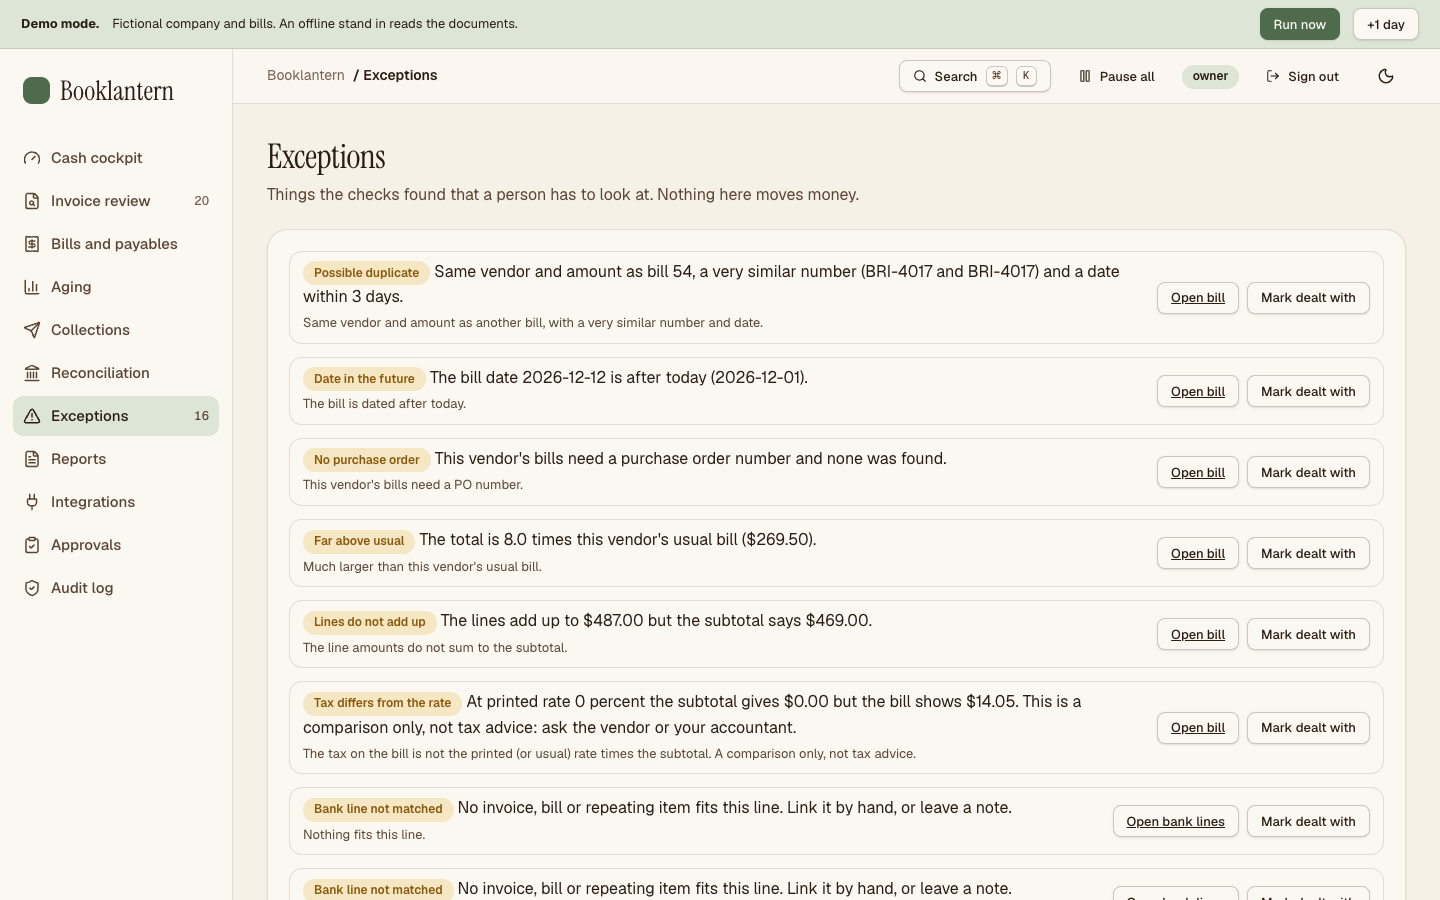 Demo mode. Fictional company and bills. An offline stand in reads the documents.
Run now
+1 day
Booklantern
Booklantern / Exceptions
Search ⌘ K
Pause all
owner
Sign out
Cash cockpit
Invoice review 20
Bills and payables
Aging
Collections
Reconciliation
Exceptions 16
Reports
Integrations
Approvals
Audit log
Exceptions
Things the checks found that a person has to look at. Nothing here moves money.
Possible duplicate Same vendor and amount as bill 54, a very similar number (BRI-4017 and BRI-4017) and a date
within 3 days.
Same vendor and amount as another bill, with a very similar number and date.
Open bill
Mark dealt with
Date in the future The bill date 2026-12-12 is after today (2026-12-01).
The bill is dated after today.
Open bill
Mark dealt with
No purchase order This vendor's bills need a purchase order number and none was found.
This vendor's bills need a PO number.
Open bill
Mark dealt with
Far above usual The total is 8.0 times this vendor's usual bill ($269.50).
Much larger than this vendor's usual bill.
Open bill
Mark dealt with
Lines do not add up The lines add up to $487.00 but the subtotal says $469.00.
The line amounts do not sum to the subtotal.
Open bill
Mark dealt with
Tax differs from the rate At printed rate 0 percent the subtotal gives $0.00 but the bill shows $14.05. This is a
comparison only, not tax advice: ask the vendor or your accountant.
The tax on the bill is not the printed (or usual) rate times the subtotal. A comparison only, not tax advice.
Open bill
Mark dealt with
Bank line not matched No invoice, bill or repeating item fits this line. Link it by hand, or leave a note.
Nothing fits this line.
Open bank lines
Mark dealt with
Bank line not matched No invoice, bill or repeating item fits this line. Link it by hand, or leave a note.